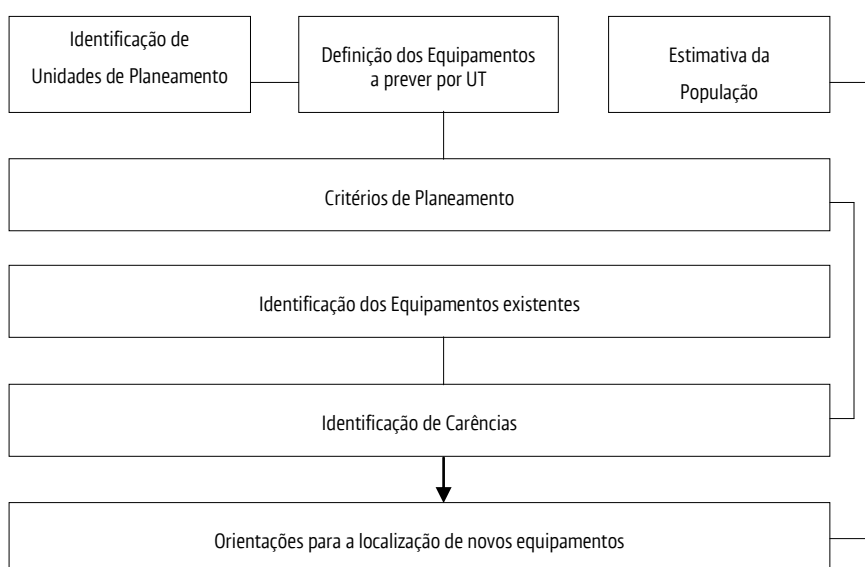 Identificação de
Unidades de Planeamento
Definição dos Equipamentos
a prever por UT
Estimativa da
População
Critérios de Planeamento
Identificação dos Equipamentos existentes
Identificação de Carências
Orientações para a localização de novos equipamentos